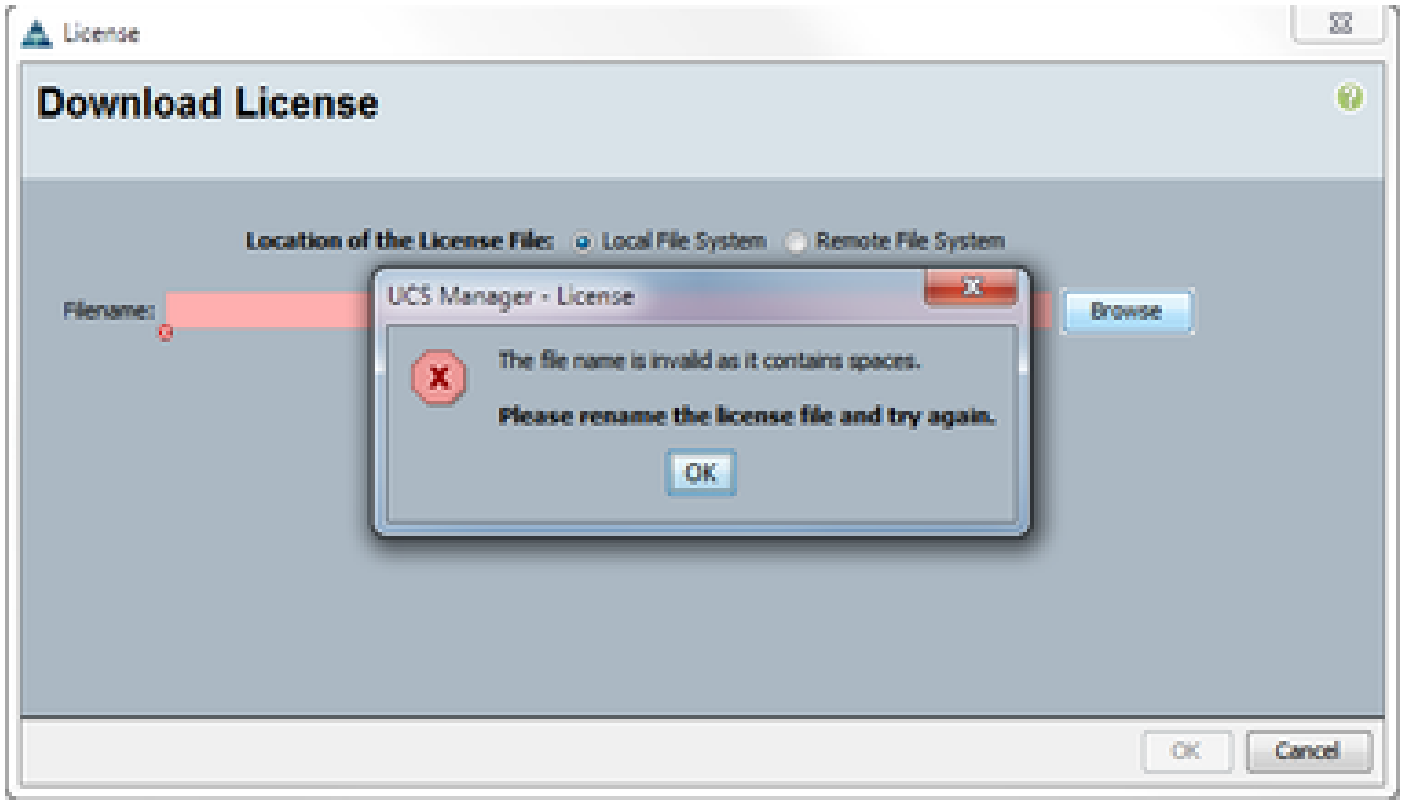 License
Download License
Location of the License File: Local File System Remote File System
Filename:
Browse
UCS Manager - License
The file name is invalid as it contains spaces.
Please rename the license file and try again.
OK
OK Cancel